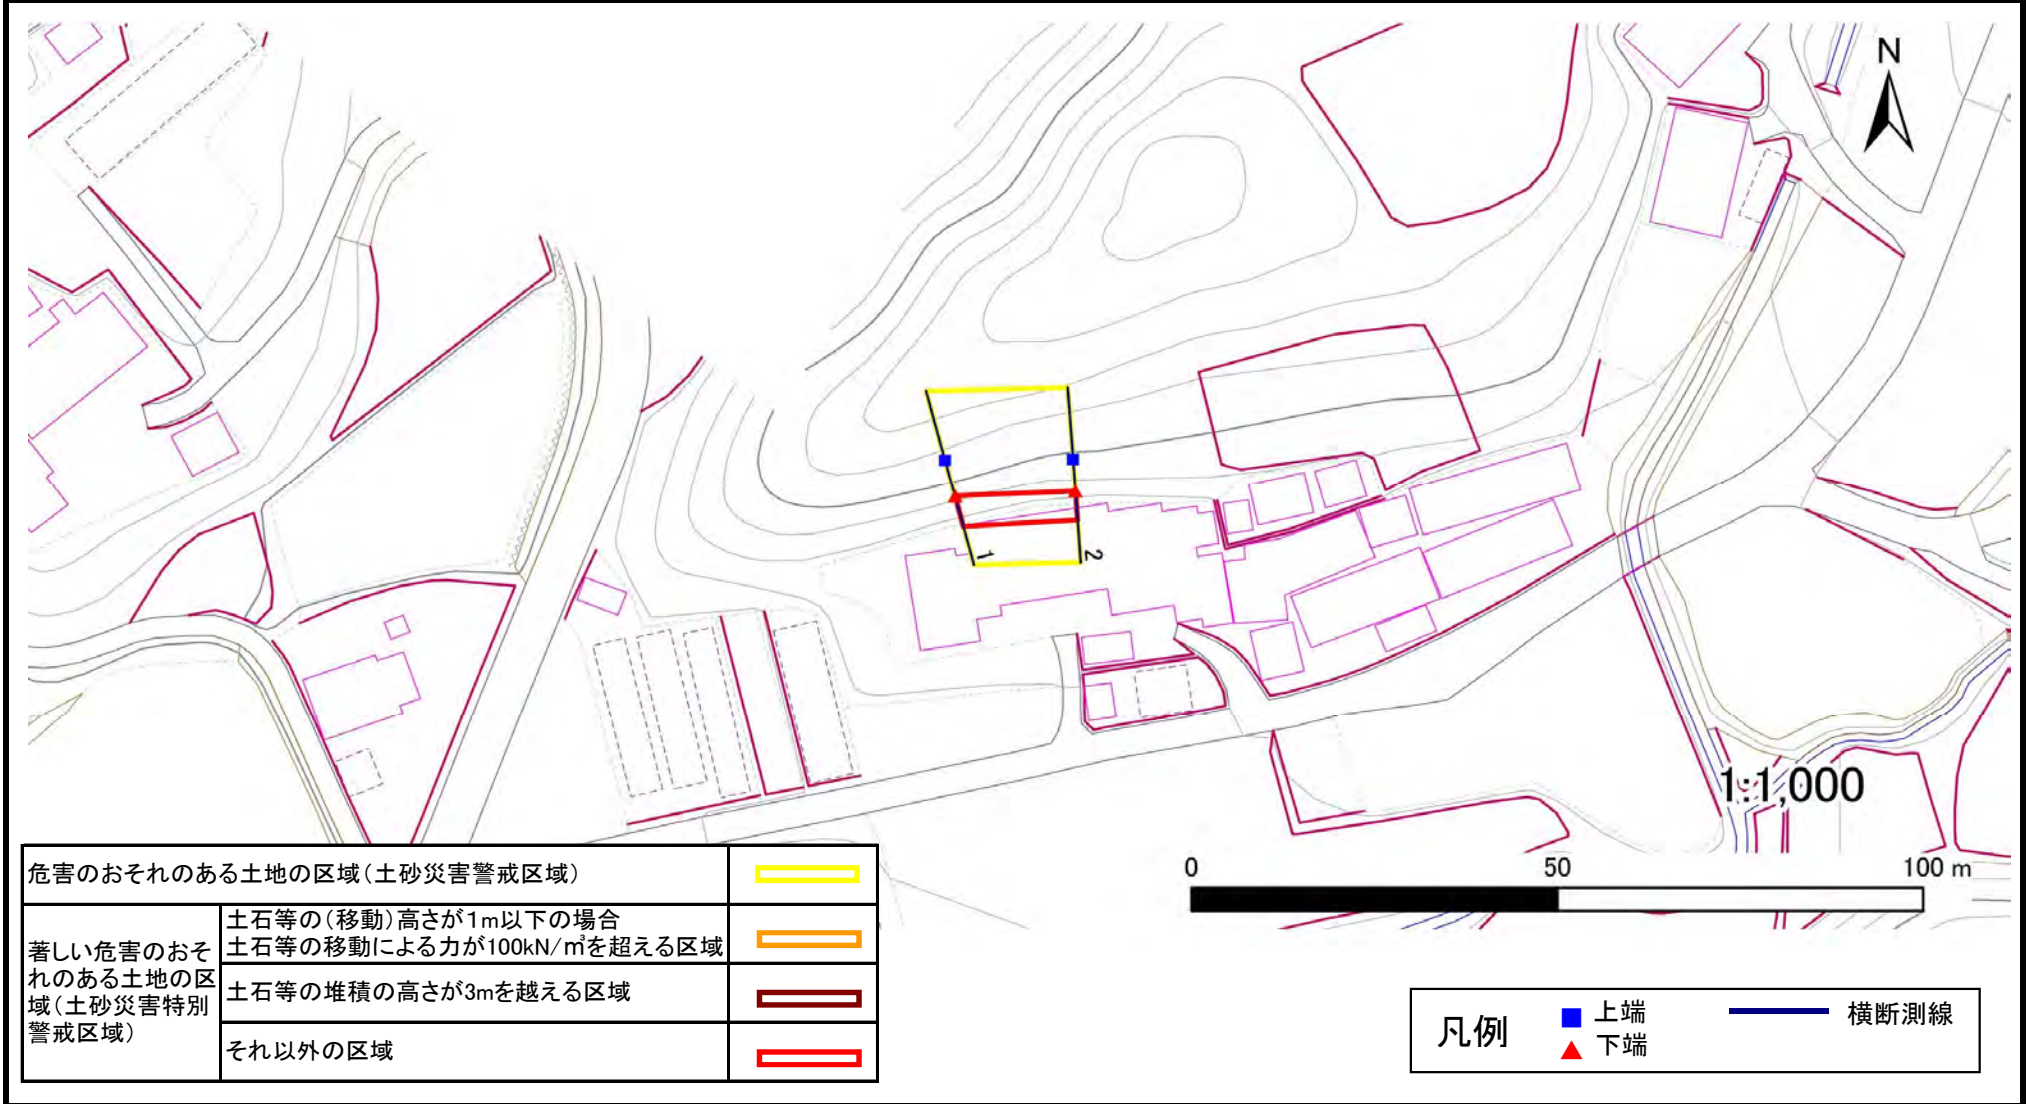 N
1
2
1:1,000
0 50 100 m
危害のおそれのある土地の区域(土砂災害警戒区域)
著しい危害のおそ
れのある土地の区
域(土砂災害特別
警戒区域)
土石等の(移動)高さが1m以下の場合
土石等の移動による力が100kN/㎡を超える区域
土石等の堆積の高さが3mを越える区域
それ以外の区域
凡例
上端
下端
横断測線